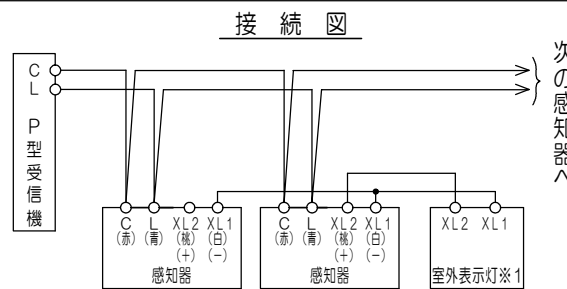 接続図
C
L
P型受信機
次の感知器へ
C L XL2 XL1
(赤) (青) (桃) (白)
(+) (−)
感知器
C L XL2 XL1
(赤) (青) (桃) (白)
(+) (−)
感知器
XL2 XL1
室外表示灯※1